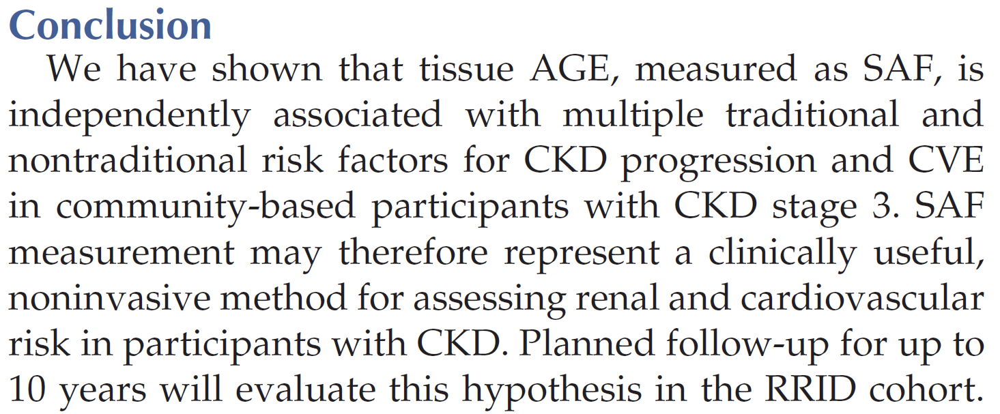 Conclusion
We have shown that tissue AGE, measured as SAF, is
independently associated with multiple traditional and
nontraditional risk factors for CKD progression and CVE
in community-based participants with CKD stage 3. SAF
measurement may therefore represent a clinically useful,
noninvasive method for assessing renal and cardiovascular
risk in participants with CKD. Planned follow-up for up to
10 years will evaluate this hypothesis in the RRID cohort.